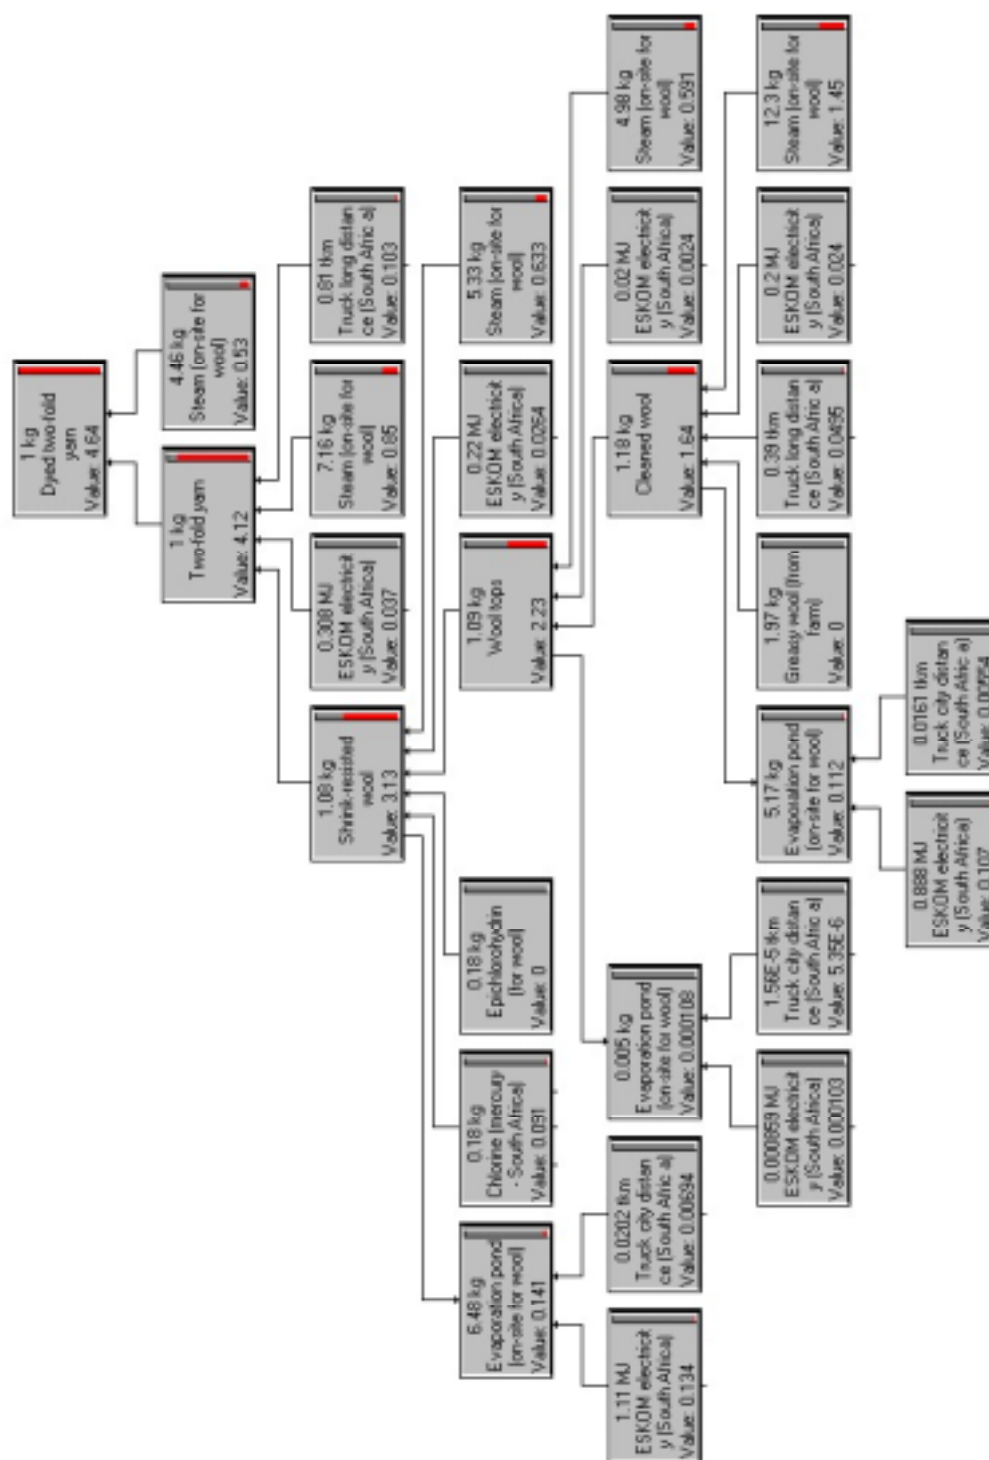 1 kg
Dyed two-fold
yarn
Value: 4.64
1 kg
Two-fold yarn
Value: 4.12
4.46 kg
Steam (on-site for
wool)
Value: 0.53
1.08 kg
Shrink-resisted
wool
Value: 3.13
0.308 MJ
ESKOM electricit
y (South Africa)
Value: 0.037
7.16 kg
Steam (on-site for
wool)
Value: 0.85
0.81 tkm
Truck long distan
ce (South Afric a)
Value: 0.103
6.48 kg
Evaporation pond
(on-site for wool)
Value: 0.141
0.18 kg
Chlorine (mercury
- South Africa)
Value: 0.091
0.18 kg
Epichlorohydrin
(for wool)
Value: 0
1.09 kg
Wool tops
Value: 2.23
0.22 MJ
ESKOM electricit
y (South Africa)
Value: 0.0264
5.33 kg
Steam (on-site for
wool)
Value: 0.633
1.11 MJ
ESKOM electricit
y (South Africa)
Value: 0.134
0.0202 tkm
Truck city distan
ce (South Afric a)
Value: 0.00694
0.005 kg
Evaporation pond
(on-site for wool)
Value: 0.000108
1.18 kg
Cleaned wool
Value: 1.64
0.02 MJ
ESKOM electricit
y (South Africa)
Value: 0.0024
4.98 kg
Steam (on-site for
wool)
Value: 0.591
0.000859 MJ
ESKOM electricit
y (South Africa)
Value: 0.000103
1.56E-5 tkm
Truck city distan
ce (South Afric a)
Value: 5.35E-6
5.17 kg
Evaporation pond
(on-site for wool)
Value: 0.112
1.97 kg
Greasy wool (from
farm)
Value: 0
0.39 tkm
Truck long distan
ce (South Afric a)
Value: 0.0495
0.2 MJ
ESKOM electricit
y (South Africa)
Value: 0.024
12.3 kg
Steam (on-site for
wool)
Value: 1.45
0.888 MJ
ESKOM electricit
y (South Africa)
Value: 0.107
0.0161 tkm
Truck city distan
ce (South Afric a)
Value: 0.00554